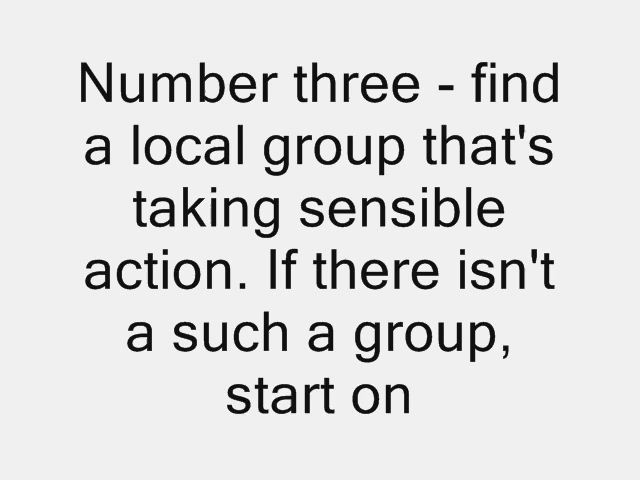 Number three - find
a local group that's
taking sensible
action. If there isn't
a such a group,
start on